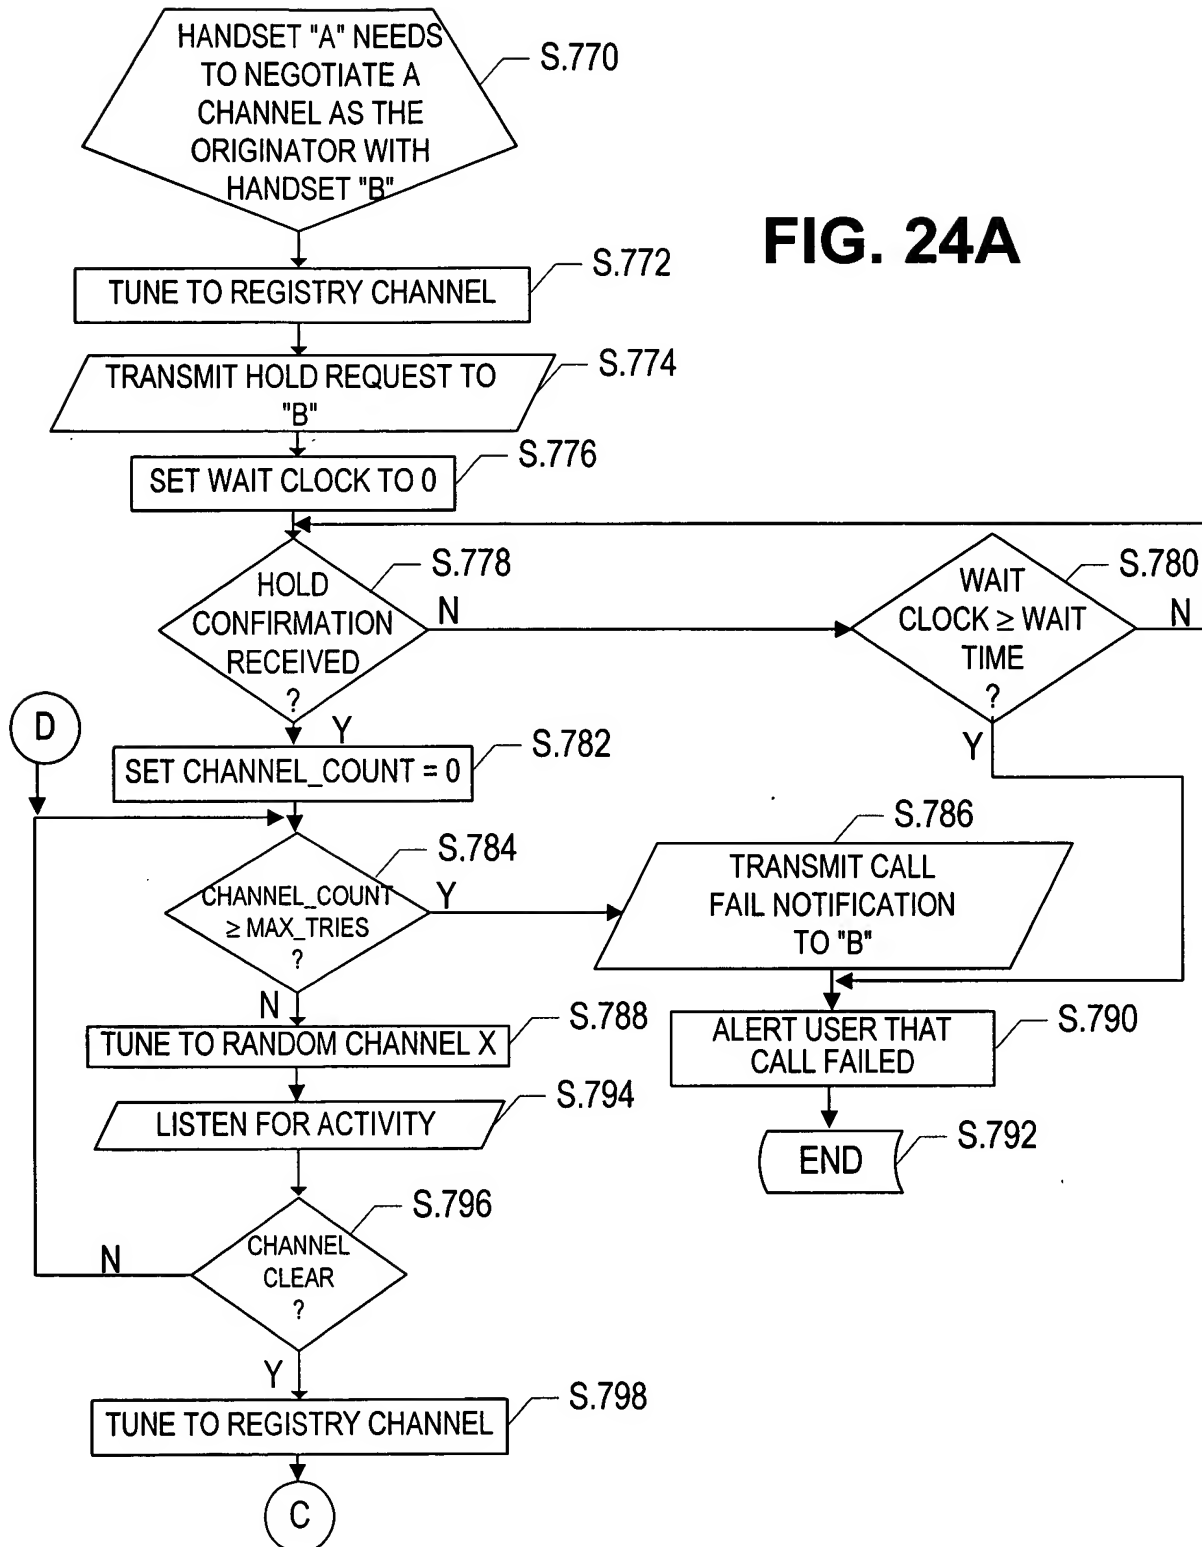 HANDSET "A" NEEDS
TO NEGOTIATE A
CHANNEL AS THE
ORIGINATOR WITH
HANDSET "B"
S.770
FIG. 24A
S.772
TUNE TO REGISTRY CHANNEL
S.774
TRANSMIT HOLD REQUEST TO
"B"
S.776
SET WAIT CLOCK TO 0
S.778
HOLD
CONFIRMATION
RECEIVED
?
N
S.780
WAIT
CLOCK ≥ WAIT
TIME
?
N
Y
Y
D
S.782
SET CHANNEL_COUNT = 0
S.784
CHANNEL_COUNT
≥ MAX_TRIES
?
Y
S.786
TRANSMIT CALL
FAIL NOTIFICATION
TO "B"
N
S.788
TUNE TO RANDOM CHANNEL X
S.790
ALERT USER THAT
CALL FAILED
S.794
LISTEN FOR ACTIVITY
S.792
END
S.796
CHANNEL
CLEAR
?
N
Y
S.798
TUNE TO REGISTRY CHANNEL
C